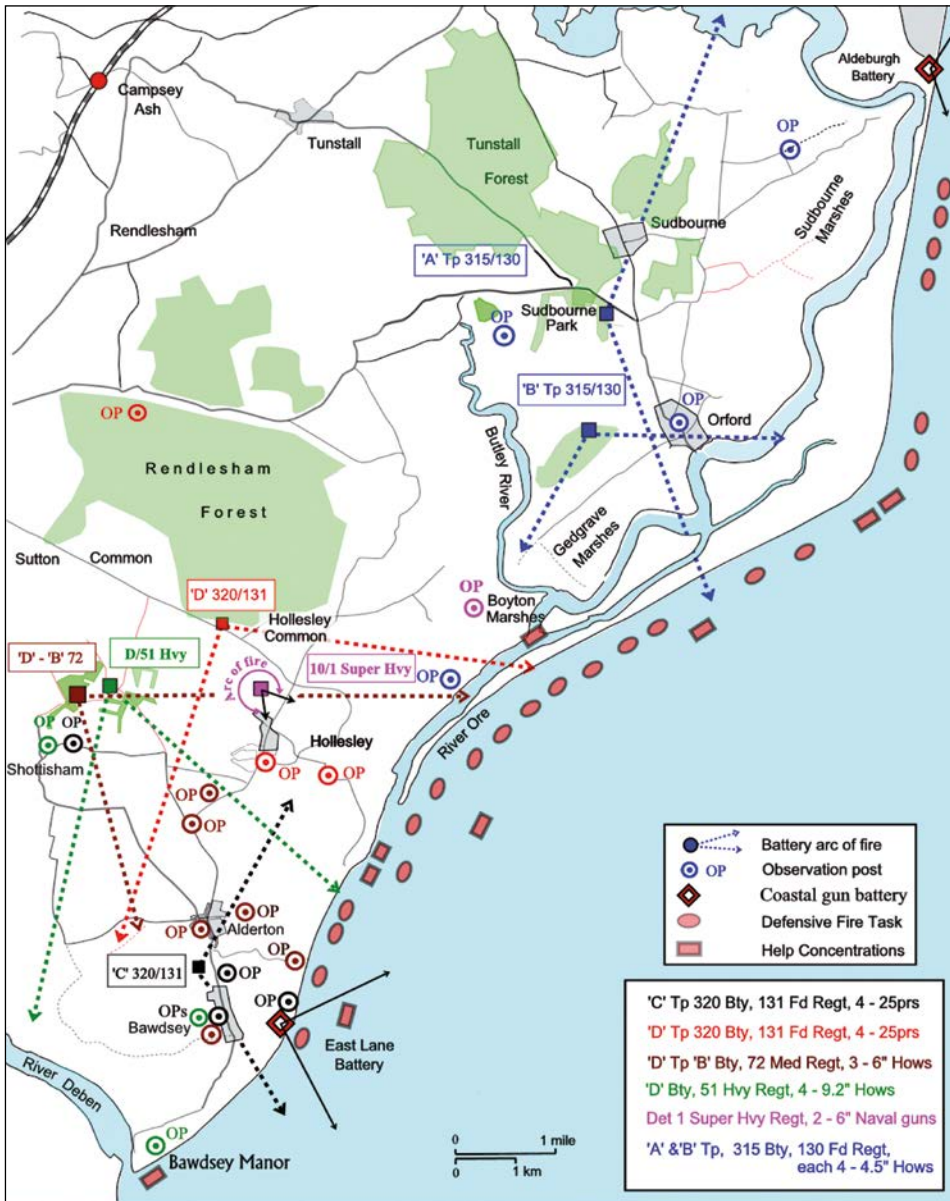 Aldeburgh
Battery
Campsey
Ash
OP
Tunstall
Tunstall
Forest
Sudbourne
Marshes
Sudbourne
Rendlesham
'A' Tp 315/130
Sudbourne
Park
OP
'B' Tp 315/130
OP
OP
Orford
Butley River
Rendlesham
Forest
Gedgrave
Marshes
Sutton Common
OP
Boyton
Marshes
'D' 320/131
Hollesley
Common
'D' - 'B' 72
D/51 Hvy
Arc of fire
10/1 Super Hvy
OP
River Ore
OP
OP
Shottisham
Hollesley
OP
OP
OP
OP
OP
OP
Alderton
OP
'C' 320/131
OP
OP
OPs
Bawdsey
East Lane
Battery
River Deben
OP
Bawdsey Manor
0 1 mile
0 1 km
Battery arc of fire
OP Observation post
Coastal gun battery
Defensive Fire Task
Help Concentrations
'C' Tp 320 Bty, 131 Fd Regt, 4 - 25prs
'D' Tp 320 Bty, 131 Fd Regt, 4 - 25prs
'D' Tp 'B' Bty, 72 Med Regt, 3 - 6" Hows
'D' Bty, 51 Hvy Regt, 4 - 9.2" Hows
Det 1 Super Hvy Regt, 2 - 6" Naval guns
'A' &'B' Tp, 315 Bty, 130 Fd Regt,
each 4 - 4.5" Hows